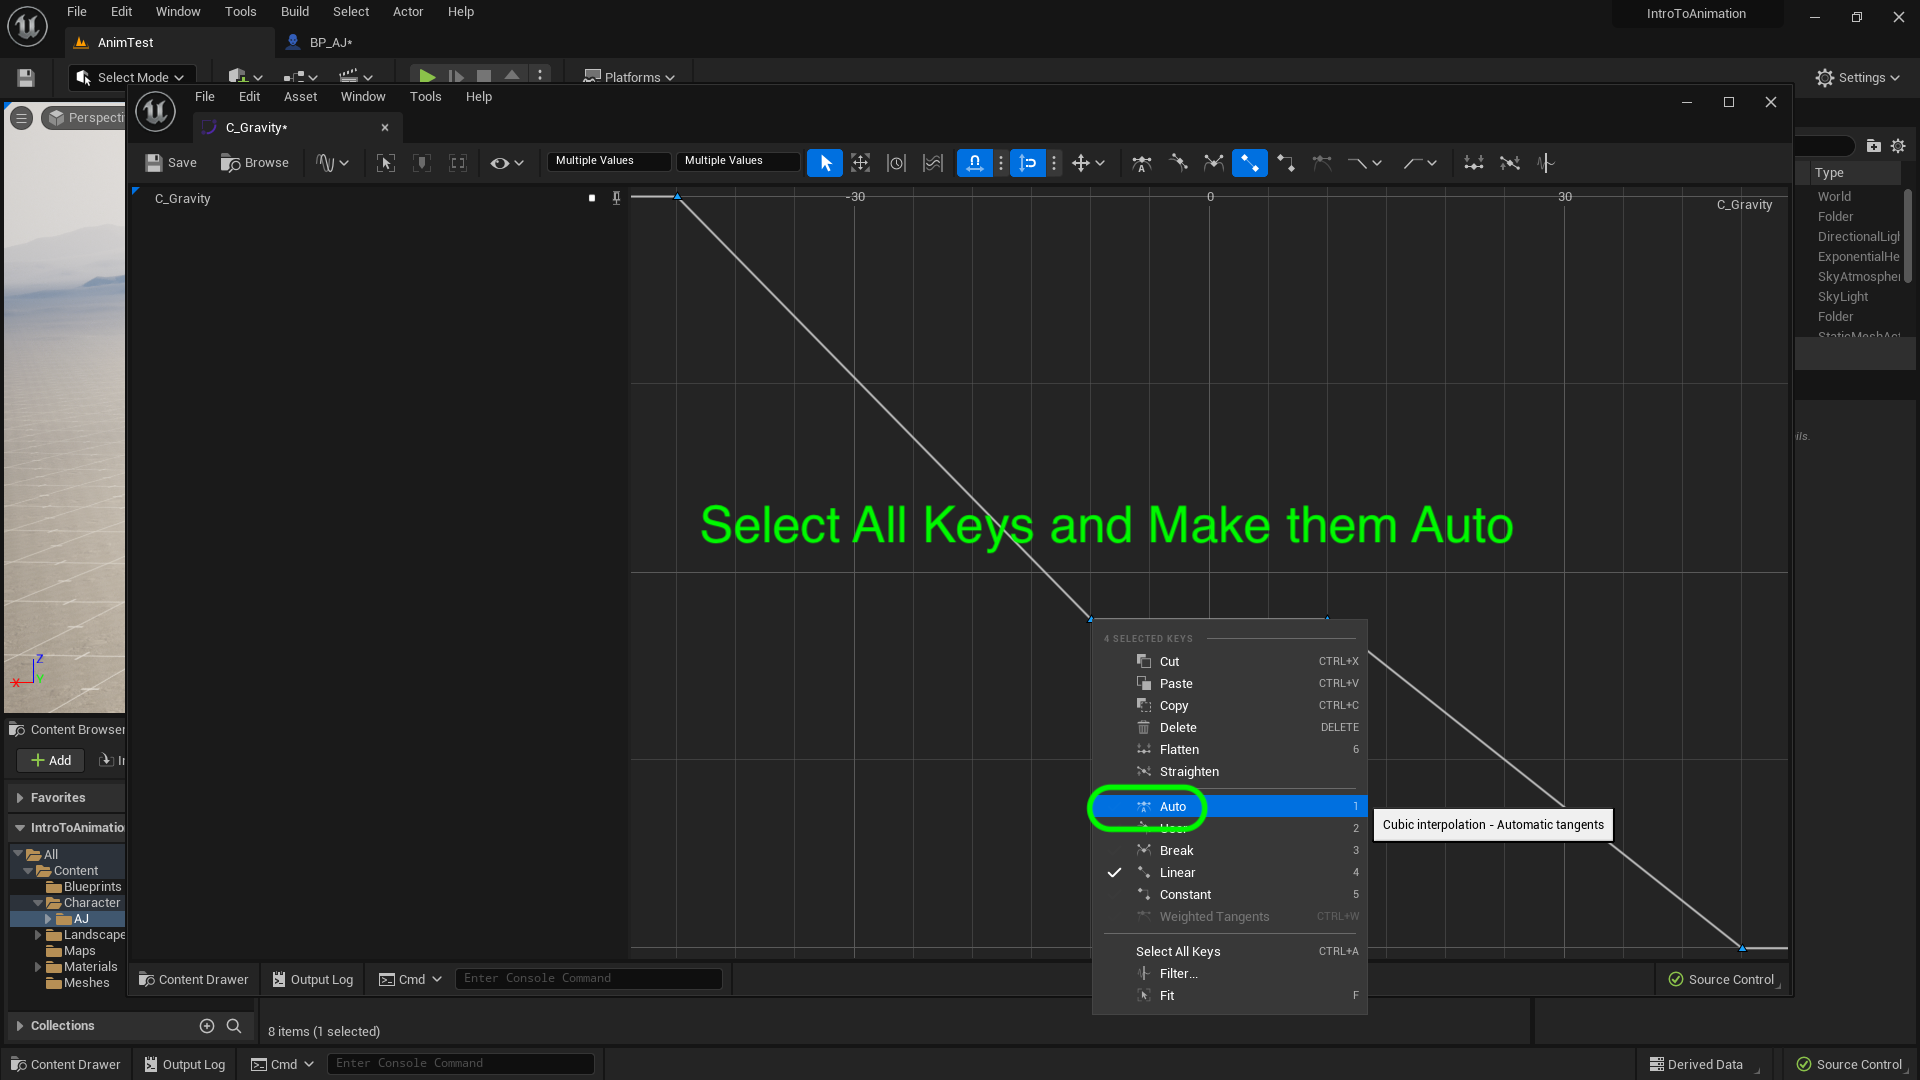 File Edit Window Tools Build Select Actor Help
IntroToAnimation
AnimTest
BP_AJ*
Select Mode
Platforms
Settings
File Edit Asset Window Tools Help
C_Gravity*
Save Browse Multiple Values Multiple Values
Perspecti
C_Gravity
-30 0 30
C_Gravity
Type
World
Folder
DirectionalLigh
ExponentialHe
SkyAtmospher
SkyLight
Folder
StaticMeshAct
ils.
Select All Keys and Make them Auto
4 SELECTED KEYS
Cut CTRL+X
Paste CTRL+V
Copy CTRL+C
Delete DELETE
Flatten 6
Straighten
Auto 1
User 2
Break 3
Linear 4
Constant 5
Weighted Tangents CTRL+W
Select All Keys CTRL+A
Filter...
Fit F
Cubic interpolation - Automatic tangents
Z
X
Y
Content Browser
Add
Favorites
IntroToAnimatio
All
Content
Blueprints
Character
AJ
Landscape
Maps
Materials
Meshes
Collections
Content Drawer Output Log Cmd Enter Console Command
Source Control
8 items (1 selected)
Content Drawer Output Log Cmd Enter Console Command
Derived Data Source Control